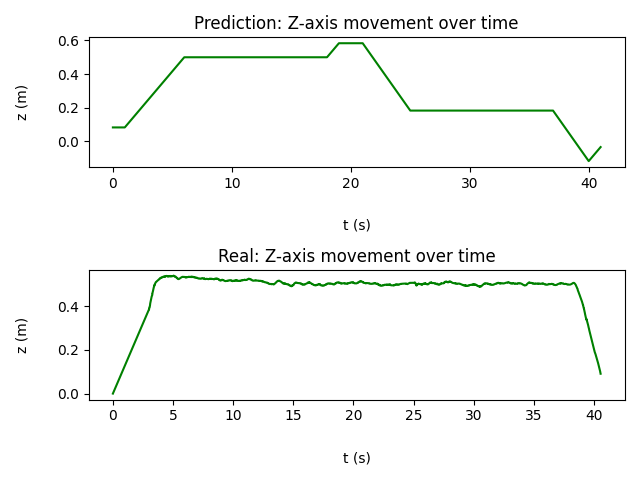 Prediction: Z-axis movement over time
0.6
0.4
0.2
0.0
z (m)
0 10 20 30 40
t (s)
Real: Z-axis movement over time
0.4
0.2
0.0
z (m)
0 5 10 15 20 25 30 35 40
t (s)